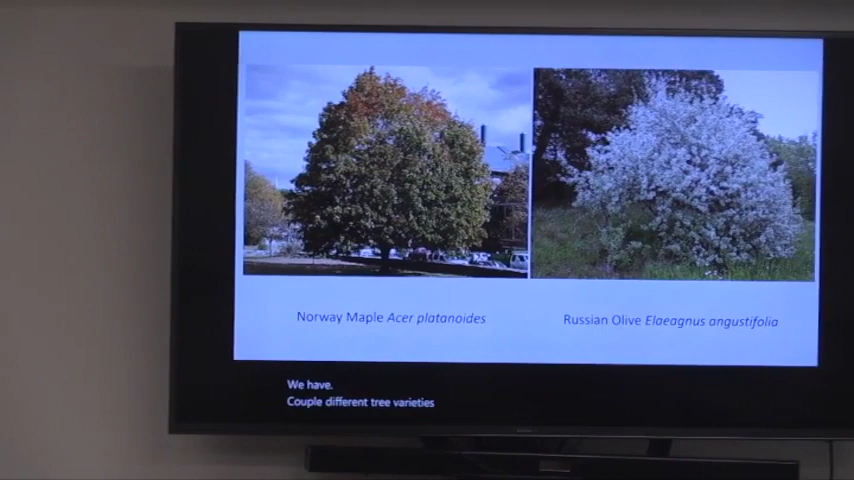 Norway Maple Acer platanoides
Russian Olive Elaeagnus angustifolia
We have.
Couple different tree varieties